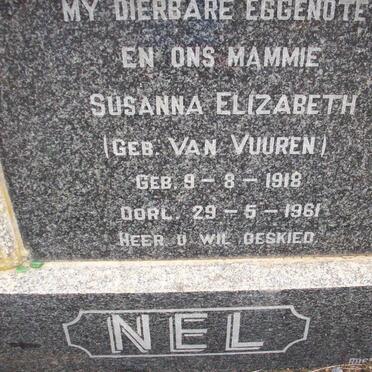 MY DIERBARE EGGENOTE
EN ONS MAMMIE
SUSANNA ELIZABETH
(GEB. VAN VUUREN)
GEB. 9-8-1918
OORL. 29-5-1961
HEER U WIL GESKIED
NEL